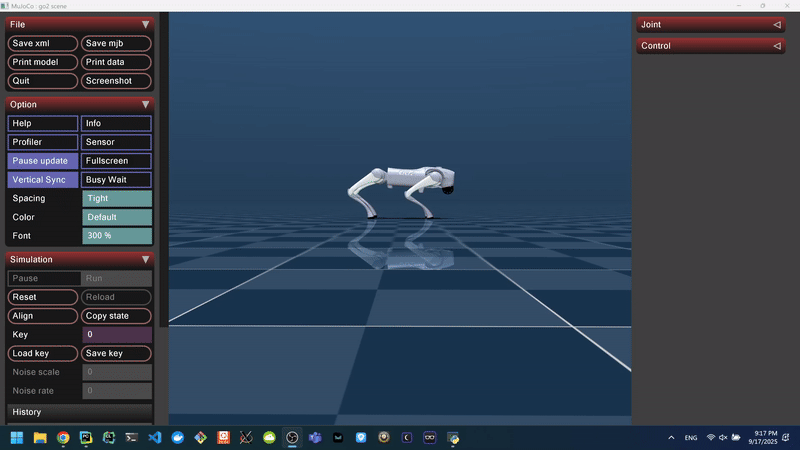 MuJoCo : go2 scene
File
Save xml Save mjb
Print model Print data
Quit Screenshot
Option
Help Info
Profiler Sensor
Pause update Fullscreen
Vertical Sync Busy Wait
Spacing Tight
Color Default
Font 300 %
Simulation
Pause Run
Reset Reload
Align Copy state
Key 0
Load key Save key
Noise scale 0
Noise rate 0
History
Joint
Control
ENG
9:17 PM
9/17/2025